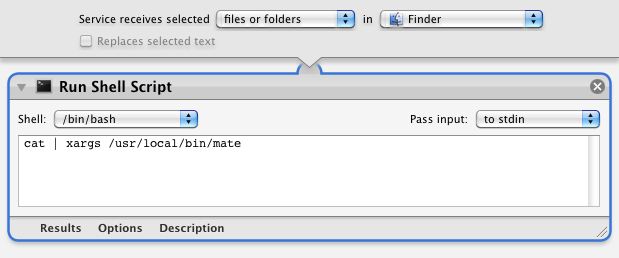 Service receives selected files or folders in Finder
Replaces selected text
Run Shell Script
Shell: /bin/bash Pass input: to stdin
cat | xargs /usr/local/bin/mate
Results Options Description